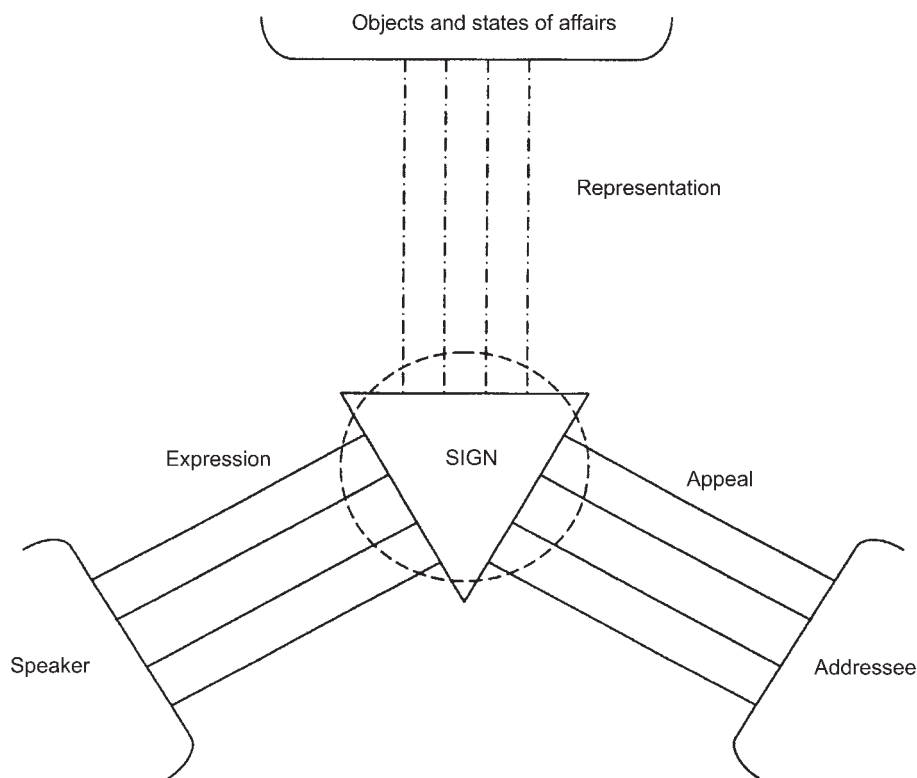 Objects and states of affairs
Representation
Expression
SIGN
Appeal
Speaker
Addressee